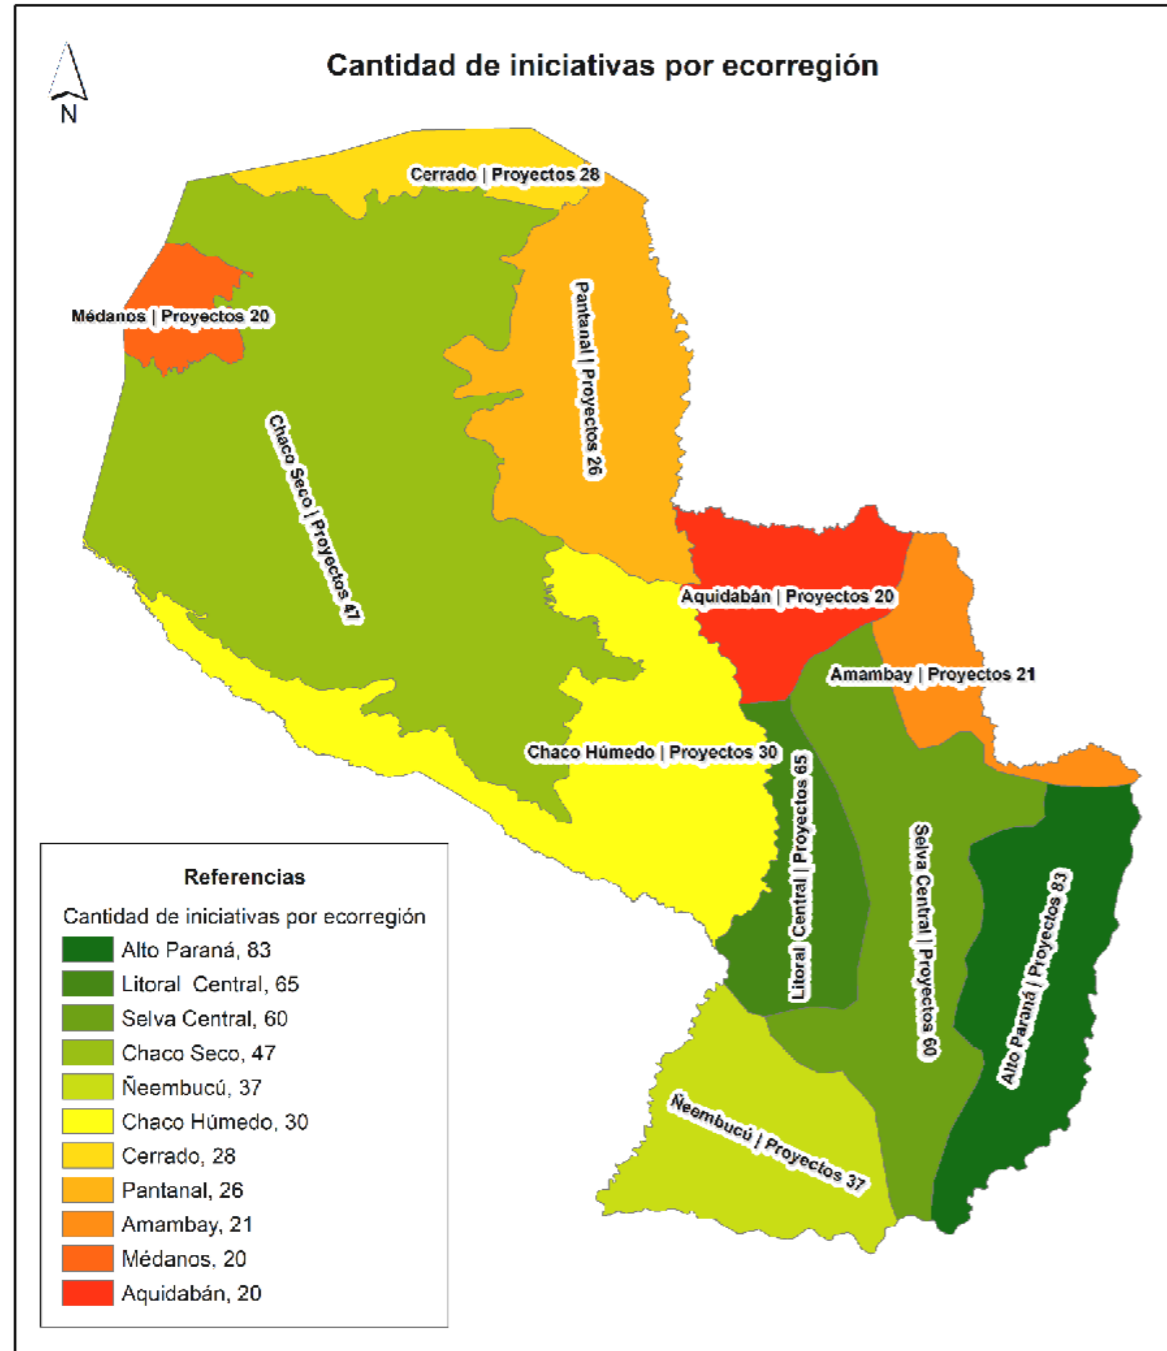 Cantidad de iniciativas por ecorregión
N
Cerrado | Proyectos 28
Médanos | Proyectos 20
Pantanal | Proyectos 26
Chaco Seco | Proyectos 47
Aquidabán | Proyectos 20
Amambay | Proyectos 21
Chaco Húmedo | Proyectos 30
Litoral Central | Proyectos 65
Selva Central | Proyectos 60
Alto Paraná | Proyectos 83
Ñeembucú | Proyectos 37
Referencias
Cantidad de iniciativas por ecorregión
Alto Paraná, 83
Litoral Central, 65
Selva Central, 60
Chaco Seco, 47
Ñeembucú, 37
Chaco Húmedo, 30
Cerrado, 28
Pantanal, 26
Amambay, 21
Médanos, 20
Aquidabán, 20